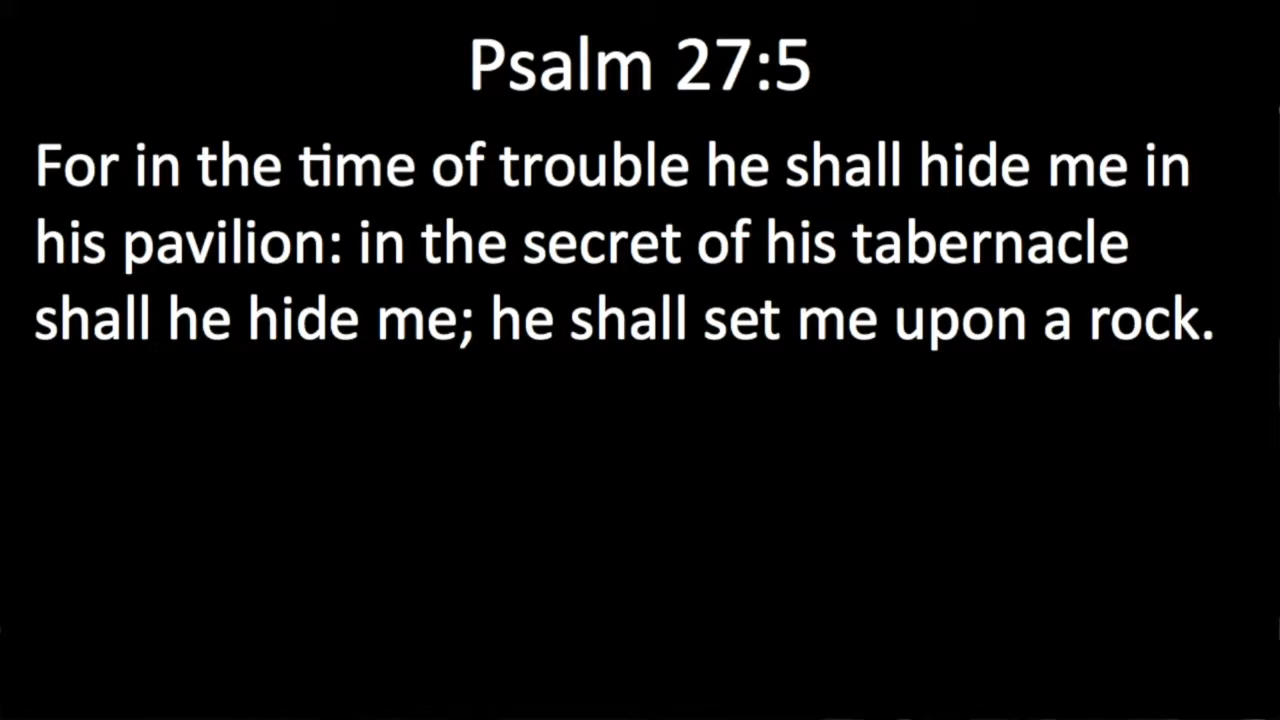 Psalm 27:5
For in the time of trouble he shall hide me in
his pavilion: in the secret of his tabernacle
shall he hide me; he shall set me upon a rock.